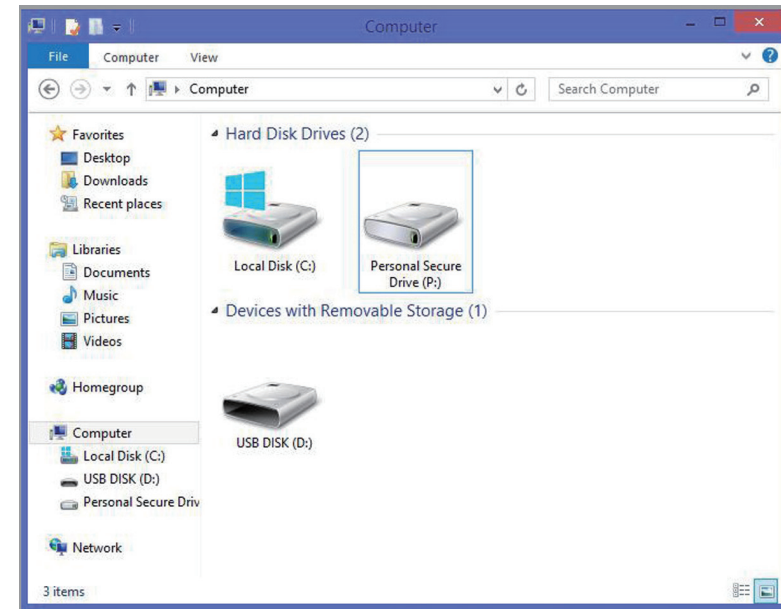 Computer
File Computer View
Computer
Search Computer
Favorites
Desktop
Downloads
Recent places
Libraries
Documents
Music
Pictures
Videos
Homegroup
Computer
Local Disk (C:)
USB DISK (D:)
Personal Secure Driv
Network
Hard Disk Drives (2)
Local Disk (C:)
Personal Secure
Drive (P:)
Devices with Removable Storage (1)
USB DISK (D:)
3 items